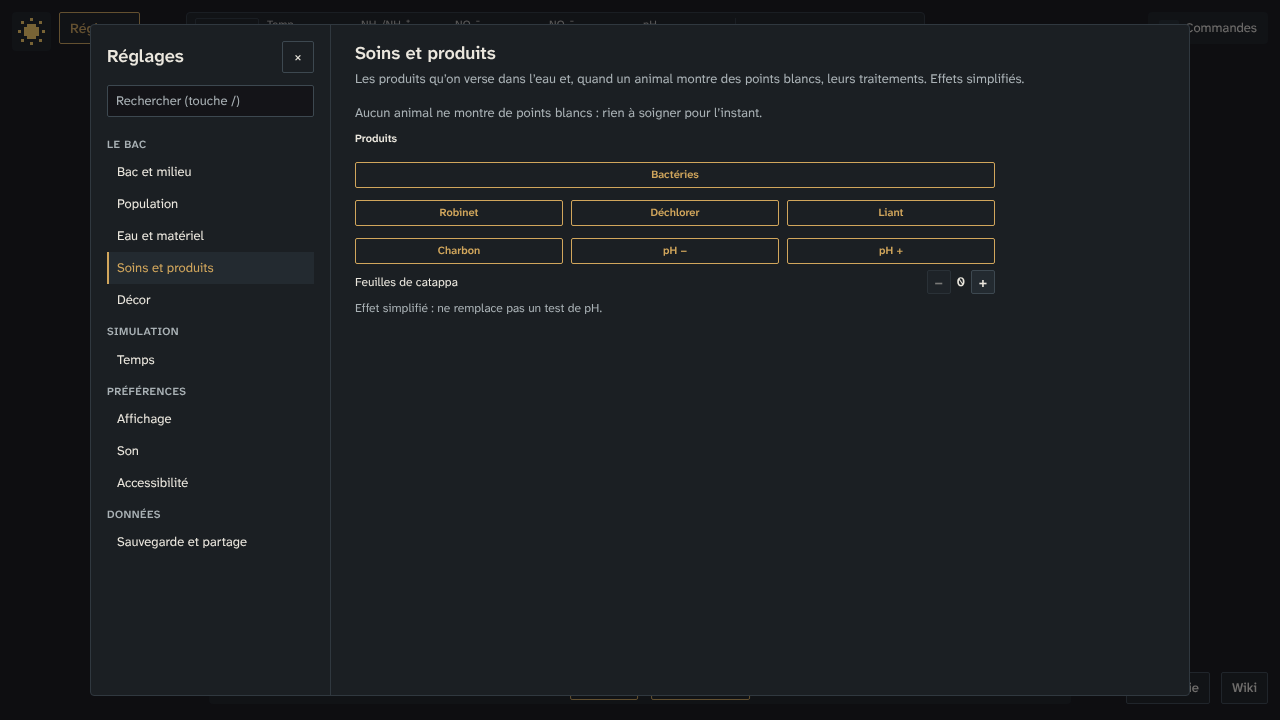 Réglages
×
Rechercher (touche /)
LE BAC
Bac et milieu
Population
Eau et matériel
Soins et produits
Décor
SIMULATION
Temps
PRÉFÉRENCES
Affichage
Son
Accessibilité
DONNÉES
Sauvegarde et partage
Soins et produits
Les produits qu'on verse dans l'eau et, quand un animal montre des points blancs, leurs traitements. Effets simplifiés.
Aucun animal ne montre de points blancs : rien à soigner pour l'instant.
Produits
Bactéries
Robinet Déchlorer Liant
Charbon pH − pH +
Feuilles de catappa − 0 +
Effet simplifié : ne remplace pas un test de pH.
Commandes
Wiki